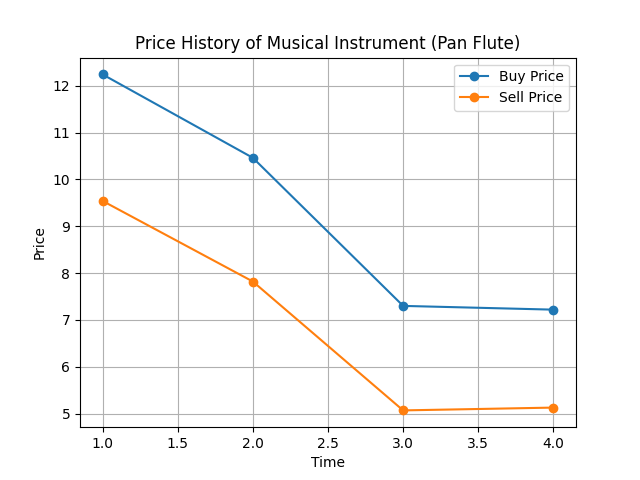 Price History of Musical Instrument (Pan Flute)
Buy Price
Sell Price
Price
12
11
10
9
8
7
6
5
1.0 1.5 2.0 2.5 3.0 3.5 4.0
Time